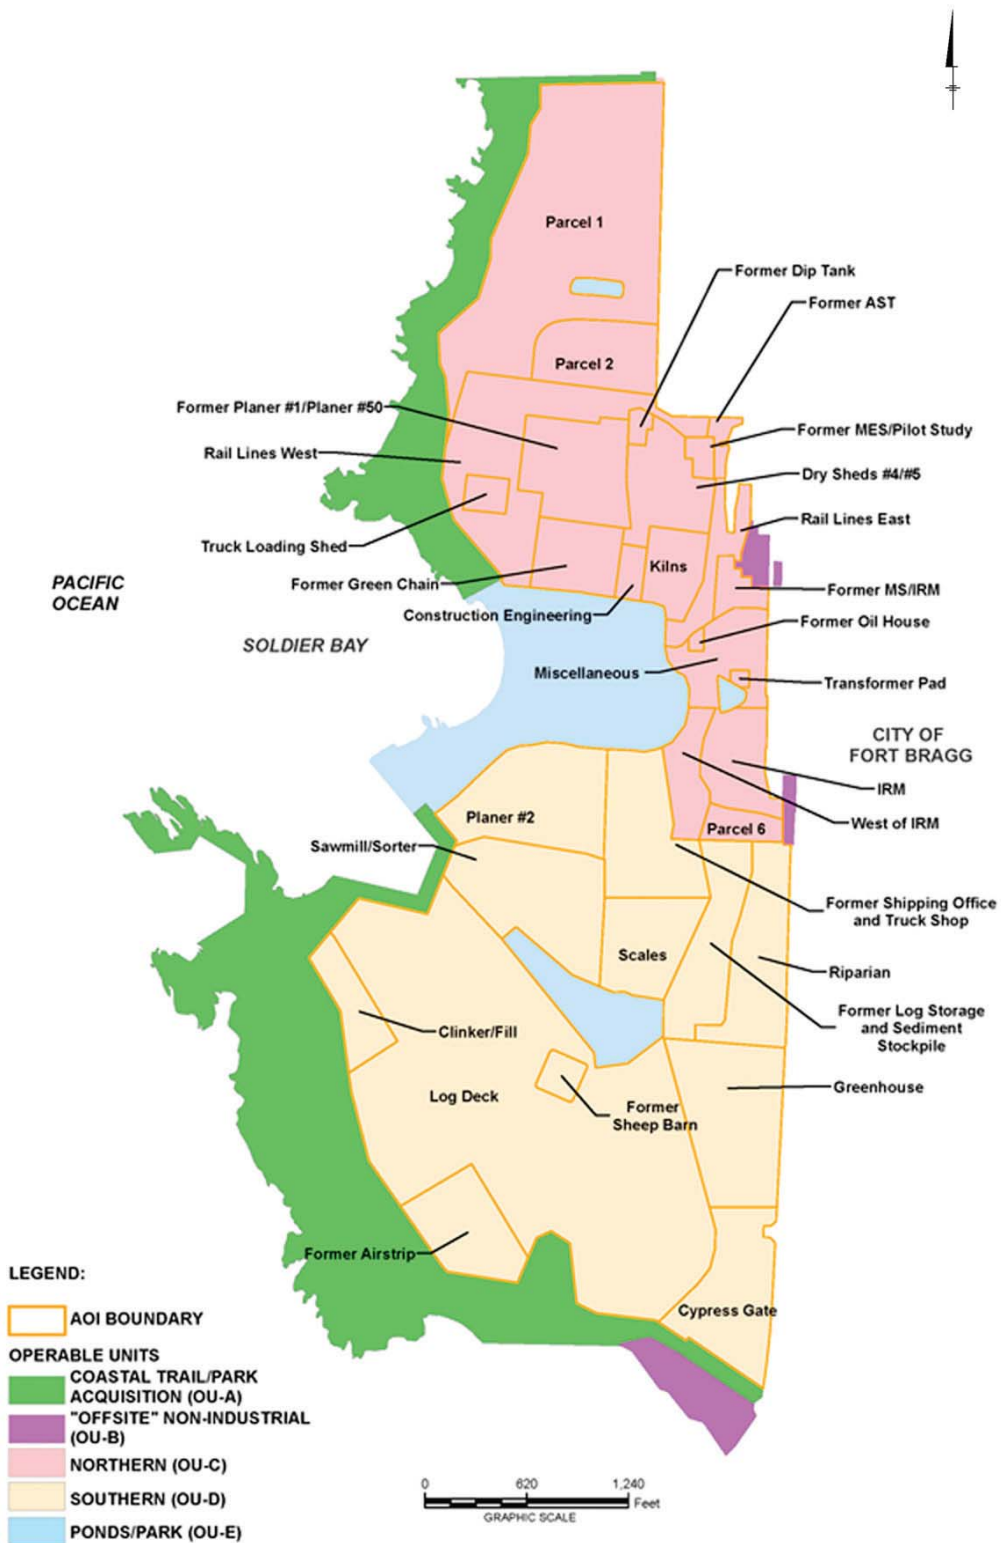 Parcel 1
Former Dip Tank
Former AST
Parcel 2
Former Planer #1/Planer #50
Former MES/Pilot Study
Rail Lines West
Dry Sheds #4/#5
Rail Lines East
Truck Loading Shed
Kilns
PACIFIC
OCEAN
Former Green Chain
Former MS/IRM
Construction Engineering
Former Oil House
SOLDIER BAY
Miscellaneous
Transformer Pad
CITY OF
FORT BRAGG
IRM
Planer #2
West of IRM
Parcel 6
Sawmill/Sorter
Former Shipping Office
and Truck Shop
Scales
Riparian
Former Log Storage
and Sediment
Stockpile
Clinker/Fill
Greenhouse
Log Deck
Former
Sheep Barn
Former Airstrip
Cypress Gate
LEGEND:
AOI BOUNDARY
OPERABLE UNITS
COASTAL TRAIL/PARK
ACQUISITION (OU-A)
"OFFSITE" NON-INDUSTRIAL
(OU-B)
NORTHERN (OU-C)
SOUTHERN (OU-D)
PONDS/PARK (OU-E)
0 620 1,240
Feet
GRAPHIC SCALE